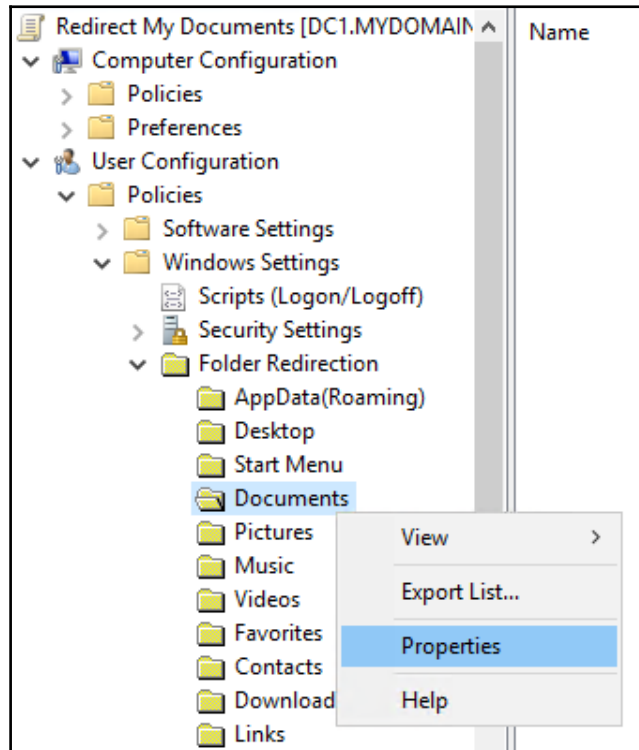 Redirect My Documents [DC1.MYDOMAIN
Name
Computer Configuration
Policies
Preferences
User Configuration
Policies
Software Settings
Windows Settings
Scripts (Logon/Logoff)
Security Settings
Folder Redirection
AppData(Roaming)
Desktop
Start Menu
Documents
Pictures
Music
Videos
Favorites
Contacts
Download
Links
View
Export List...
Properties
Help